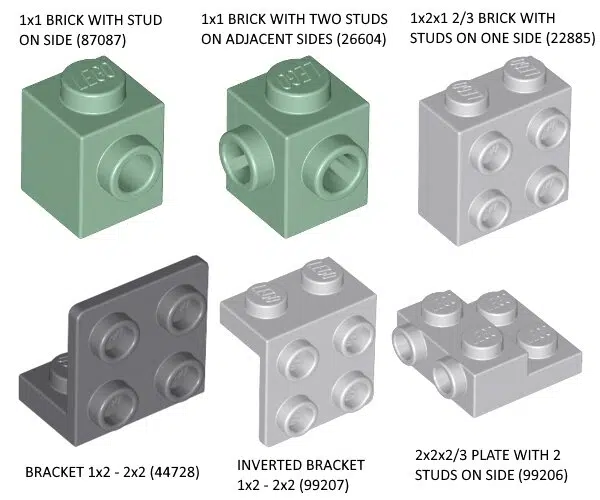 1x1 BRICK WITH STUD
ON SIDE (87087)
1x1 BRICK WITH TWO STUDS
ON ADJACENT SIDES (26604)
1x2x1 2/3 BRICK WITH
STUDS ON ONE SIDE (22885)
LEGO
LEGO
BRACKET 1x2 - 2x2 (44728)
INVERTED BRACKET
1x2 - 2x2 (99207)
2x2x2/3 PLATE WITH 2
STUDS ON SIDE (99206)